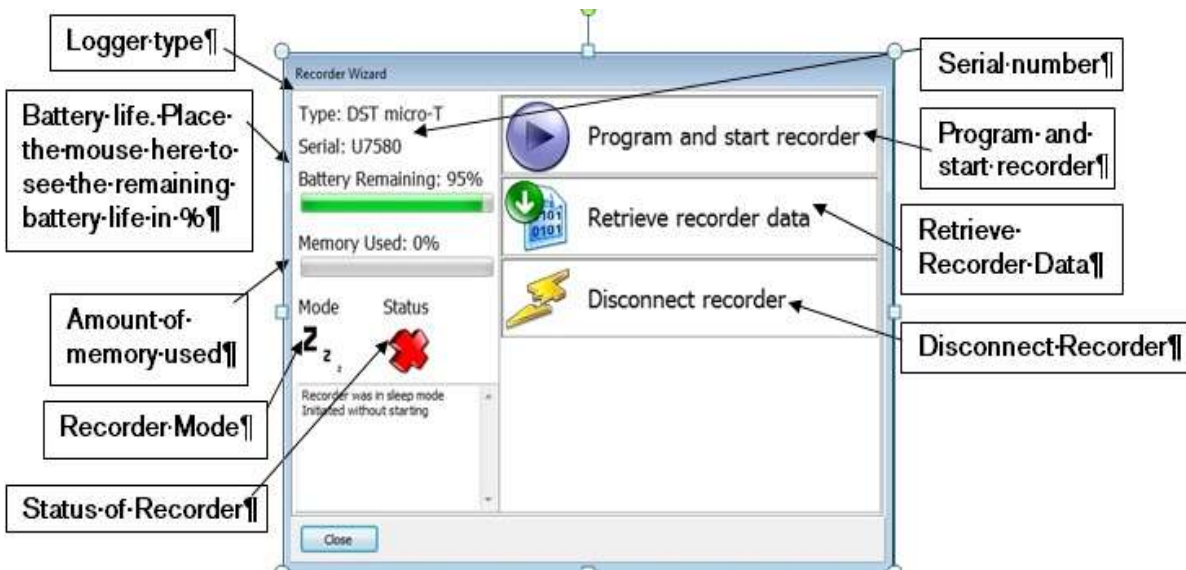 Logger·type¶
Battery·life.·Place·
the·mouse·here·to·
see·the·remaining·
battery·life·in·%¶
Amount·of·
memory·used¶
Recorder·Mode¶
Status·of·Recorder¶
Recorder Wizard
Type: DST micro-T
Serial: U7580
Battery Remaining: 95%
Memory Used: 0%
Mode
Status
Z z z
Recorder was in sleep mode
Initiated without starting
Close
Program and start recorder
0101
0101
Retrieve recorder data
Disconnect recorder
Serial·number¶
Program·and·
start·recorder¶
Retrieve·
Recorder·Data¶
Disconnect·Recorder¶